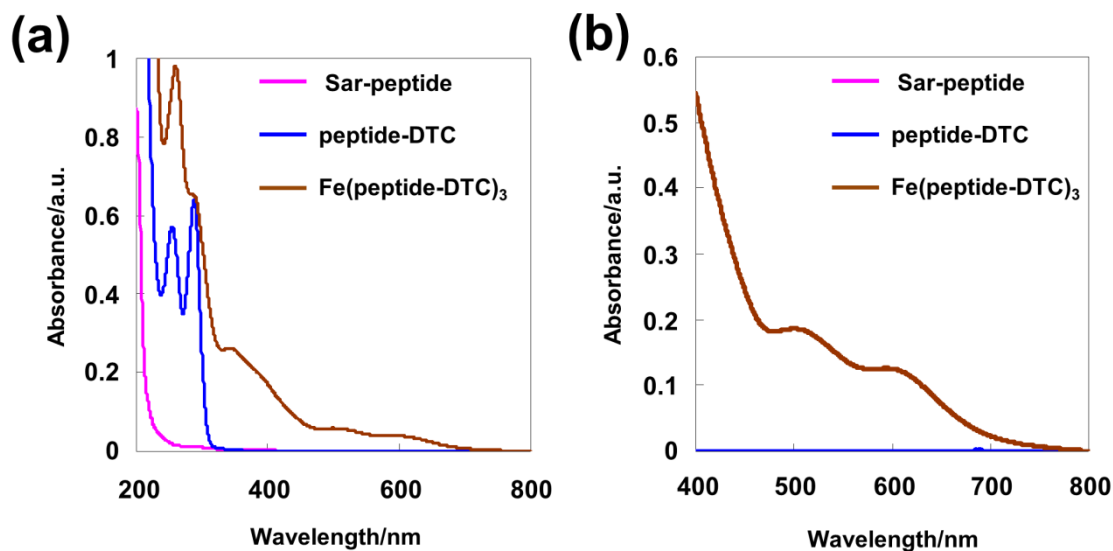 (a)
1
0.8
0.6
0.4
0.2
0
Absorbance/a.u.
Sar-peptide
peptide-DTC
Fe(peptide-DTC)₃
200
400
600
800
Wavelength/nm
(b)
0.6
0.5
0.4
0.3
0.2
0.1
0
Absorbance/a.u.
Sar-peptide
peptide-DTC
Fe(peptide-DTC)₃
400
500
600
700
800
Wavelength/nm